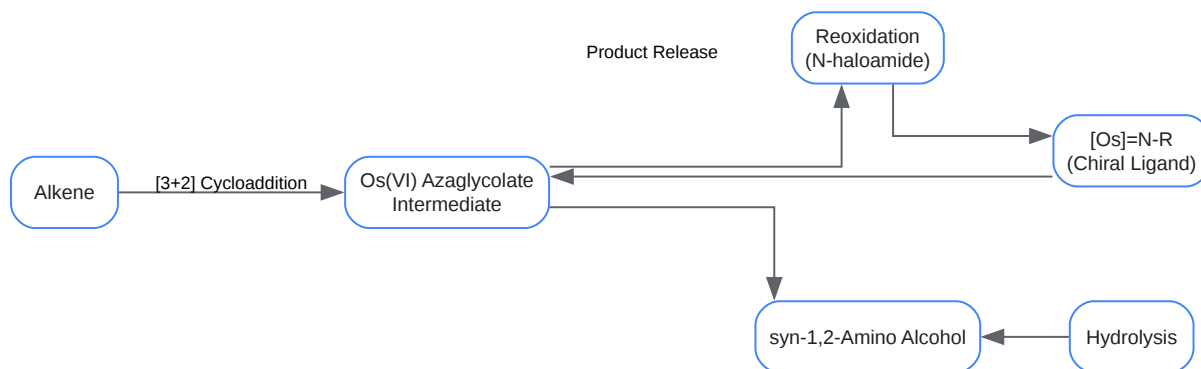 Reoxidation
(N-haloamide)
Product Release
[Os]=N-R
(Chiral Ligand)
Alkene
[3+2] Cycloaddition
Os(VI) Azaglycolate
Intermediate
syn-1,2-Amino Alcohol
Hydrolysis